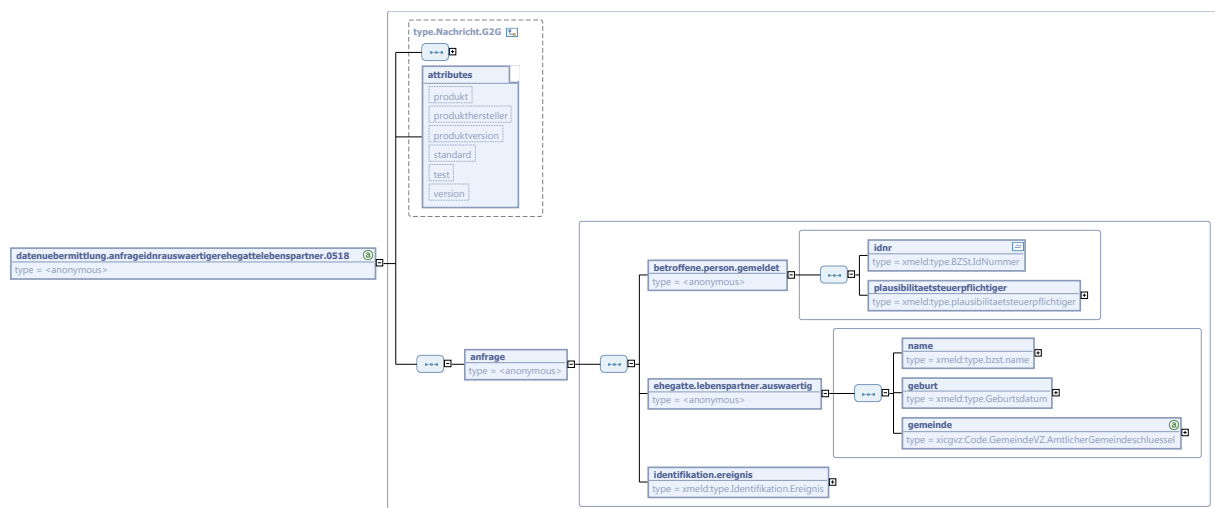 type.Nachricht.G2G
attributes
produkt
produkthersteller
produktversion
standard
test
version
datenuebermittlung.anfrageidnrauswaertigerehegattelebenspartner.0518
type = <anonymous>
anfrage
type = <anonymous>
betroffene.person.gemeldet
type = <anonymous>
idnr
type = xmeld:type.BZSt.IdNummer
plausibilitaetsteuerpflichtiger
type = xmeld:type.plausibilitaetsteuerpflichtiger
ehegatte.lebenspartner.auswaertig
type = <anonymous>
name
type = xmeld:type.bzst.name
geburt
type = xmeld:type.Geburtsdatum
gemeinde
type = xicgvz:Code.GemeindeVZ.AmtlicherGemeindeschluessel
identifikation.ereignis
type = xmeld:type.Identifikation.Ereignis